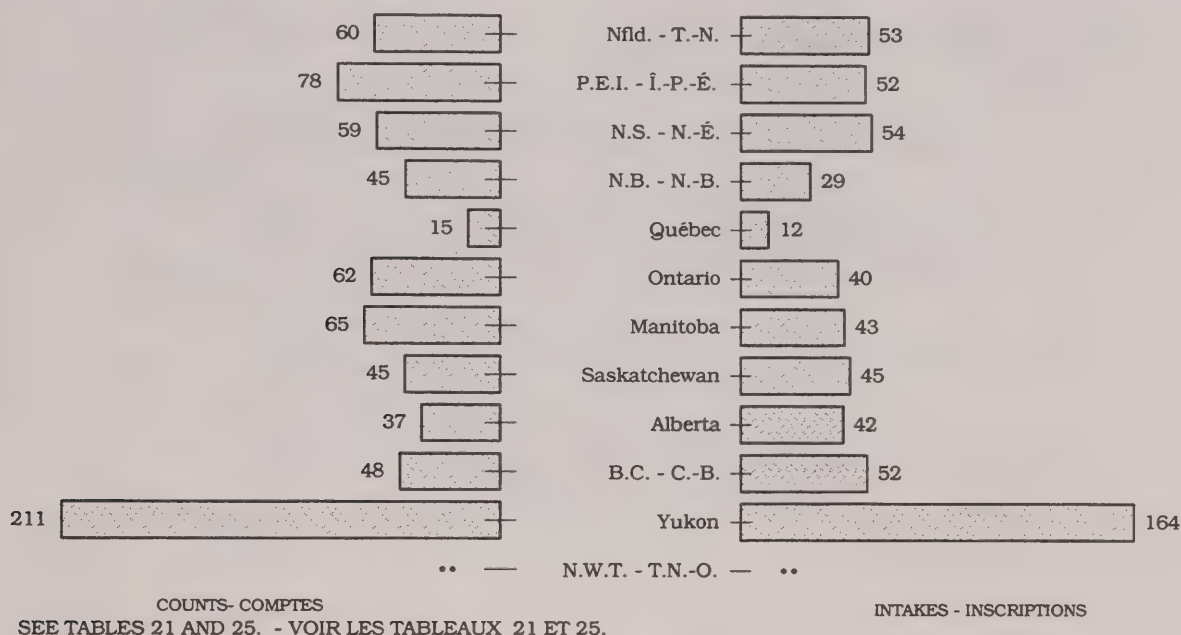 60 Nfld. - T.-N. 53
78 P.E.I. - Î.-P.-É. 52
59 N.S. - N.-É. 54
45 N.B. - N.-B. 29
15 Québec 12
62 Ontario 40
65 Manitoba 43
45 Saskatchewan 45
37 Alberta 42
48 B.C. - C.-B. 52
211 Yukon 164
•• N.W.T. - T.N.-O. ••
COUNTS- COMPTES INTAKES - INSCRIPTIONS
SEE TABLES 21 AND 25. - VOIR LES TABLEAUX 21 ET 25.